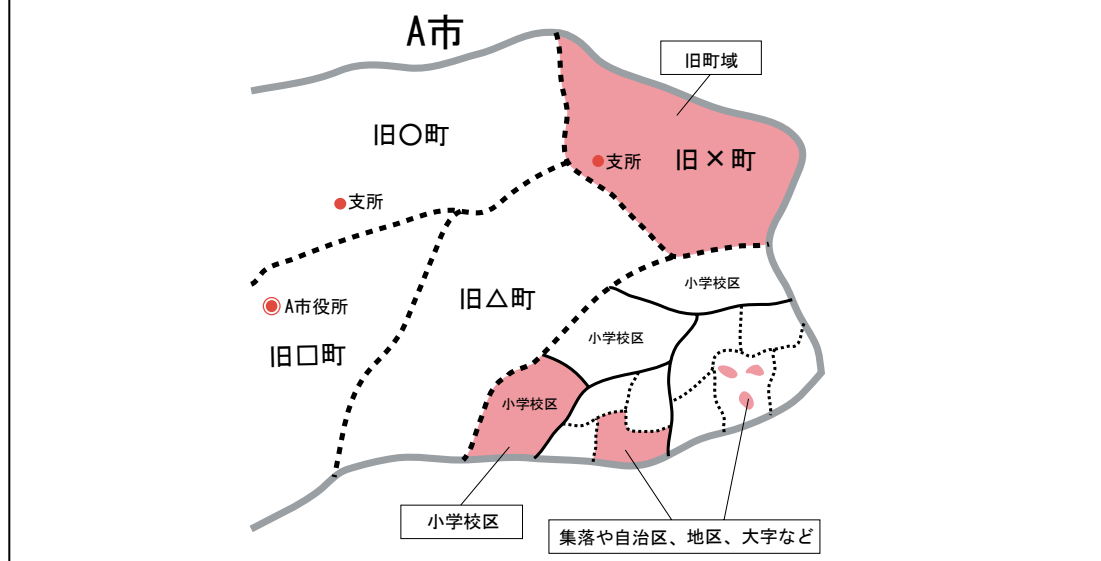 A市
旧町域
旧〇町
支所
旧×町
支所
小学校区
旧△町
A市役所
小学校区
旧□町
小学校区
小学校区
集落や自治区、地区、大字など